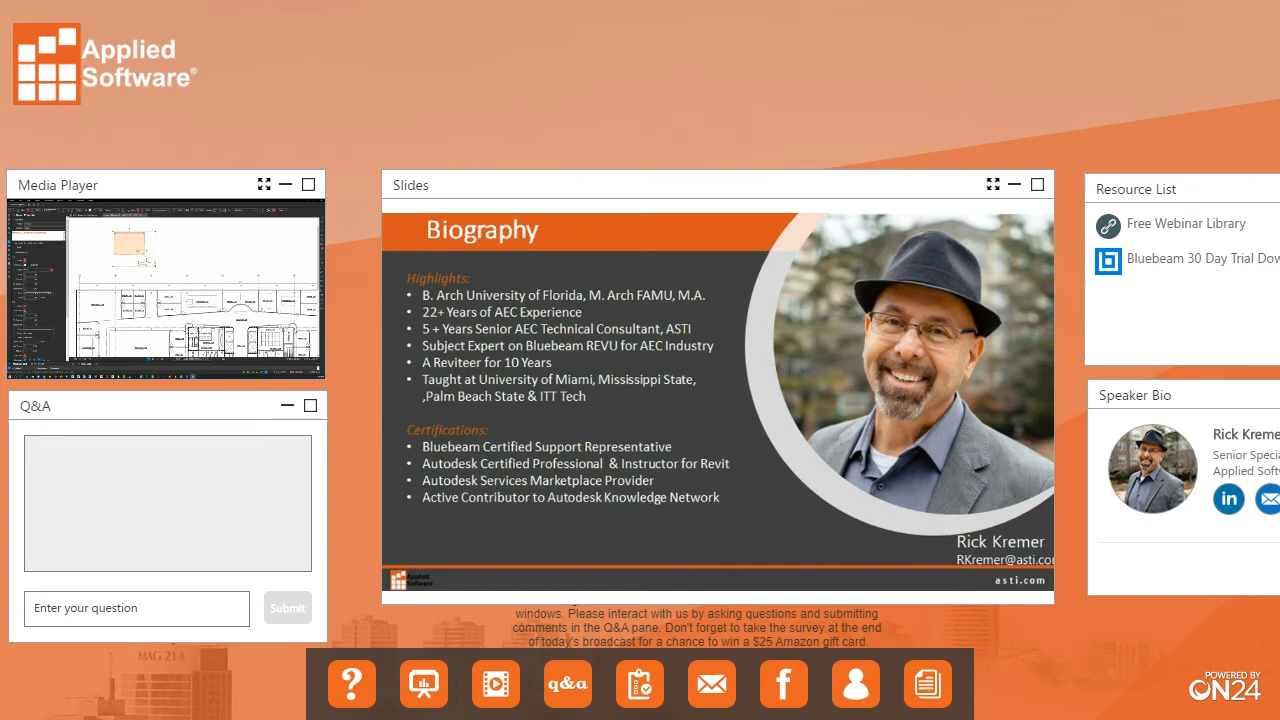 Applied
Software®
Media Player
Slides
Resource List
Biography
Free Webinar Library
Bluebeam 30 Day Trial Dow
Highlights:
• B. Arch University of Florida, M. Arch FAMU, M.A.
• 22+ Years of AEC Experience
• 5 + Years Senior AEC Technical Consultant, ASTI
• Subject Expert on Bluebeam REVU for AEC Industry
• A Reviteer for 10 Years
• Taught at University of Miami, Mississippi State,
,Palm Beach State & ITT Tech
Certifications:
• Bluebeam Certified Support Representative
• Autodesk Certified Professional & Instructor for Revit
• Autodesk Services Marketplace Provider
• Active Contributor to Autodesk Knowledge Network
Rick Kremer
RKremer@asti.co
Applied
Software
asti.com
Q&A
Enter your question
Submit
Speaker Bio
Rick Kreme
Senior Specia
Applied Softw
in
windows. Please interact with us by asking questions and submitting
comments in the Q&A pane. Don't forget to take the survey at the end
of today's broadcast for a chance to win a $25 Amazon gift card.
MAG 214
?
q&a
f
POWERED BY
ON24